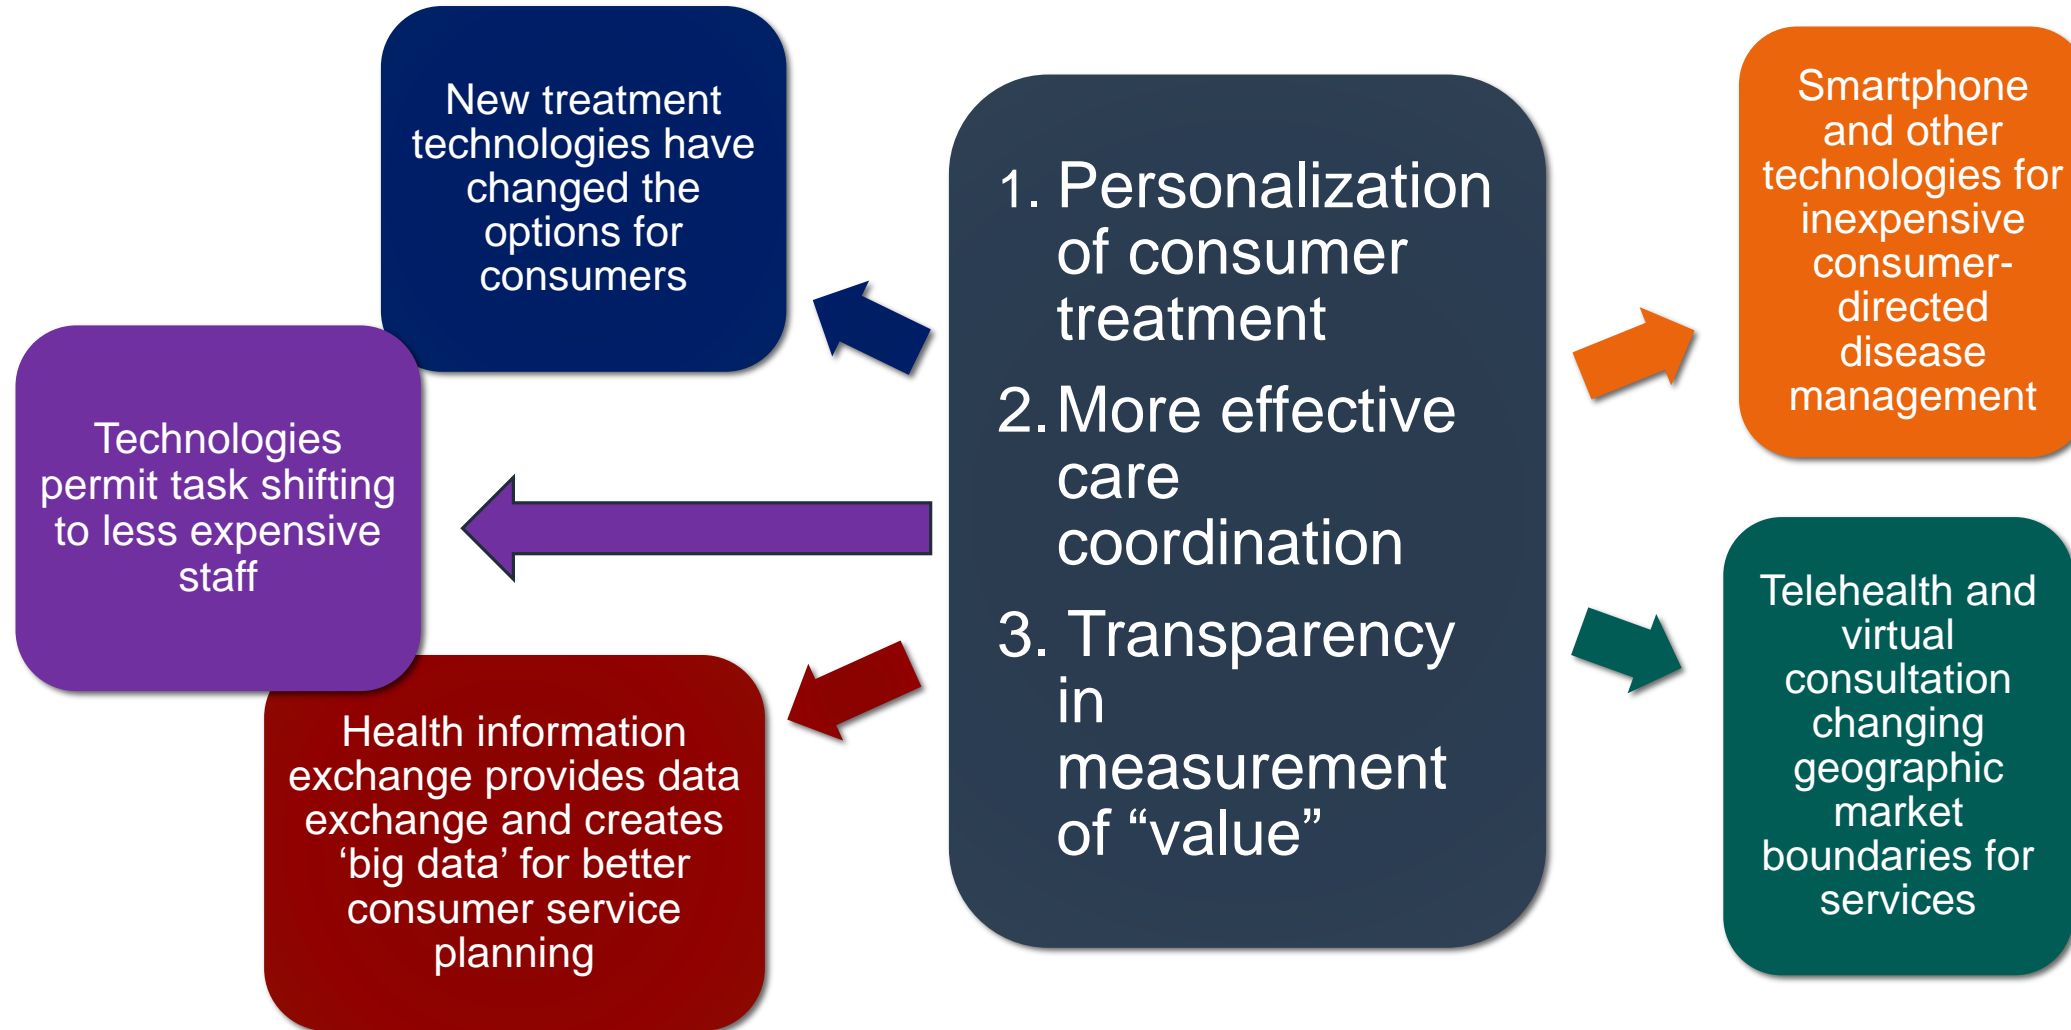 New treatment
technologies have
changed the
options for
consumers
Technologies
permit task shifting
to less expensive
staff
Health information
exchange provides data
exchange and creates
‘big data’ for better
consumer service
planning
1. Personalization
of consumer
treatment
2. More effective
care
coordination
3. Transparency
in
measurement
of “value”
Smartphone
and other
technologies for
inexpensive
consumer-
directed
disease
management
Telehealth and
virtual
consultation
changing
geographic
market
boundaries for
services